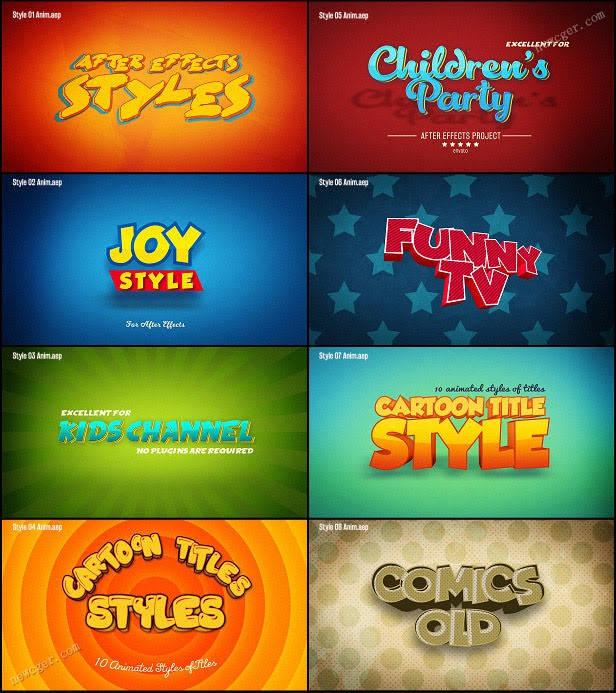 Style 01 Anim.aep
AFTER EFFECTS
STYLES
Style 05 Anim.aep
EXCELLENT FOR
Children's
Party
AFTER EFFECTS PROJECT
envato
newcger.com
Style 02 Anim.aep
JOY
STYLE
For After Effects
Style 06 Anim.aep
FUNNY
TV
Style 03 Anim.aep
EXCELLENT FOR
KIDS CHANNEL
NO PLUGINS ARE REQUIRED
Style 07 Anim.aep
10 animated styles of titles
CARTOON TITLE
STYLE
Style 04 Anim.aep
CARTOON TITLES
STYLES
10 Animated Styles of Titles
newcger.com
Style 08 Anim.aep
COMICS
OLD